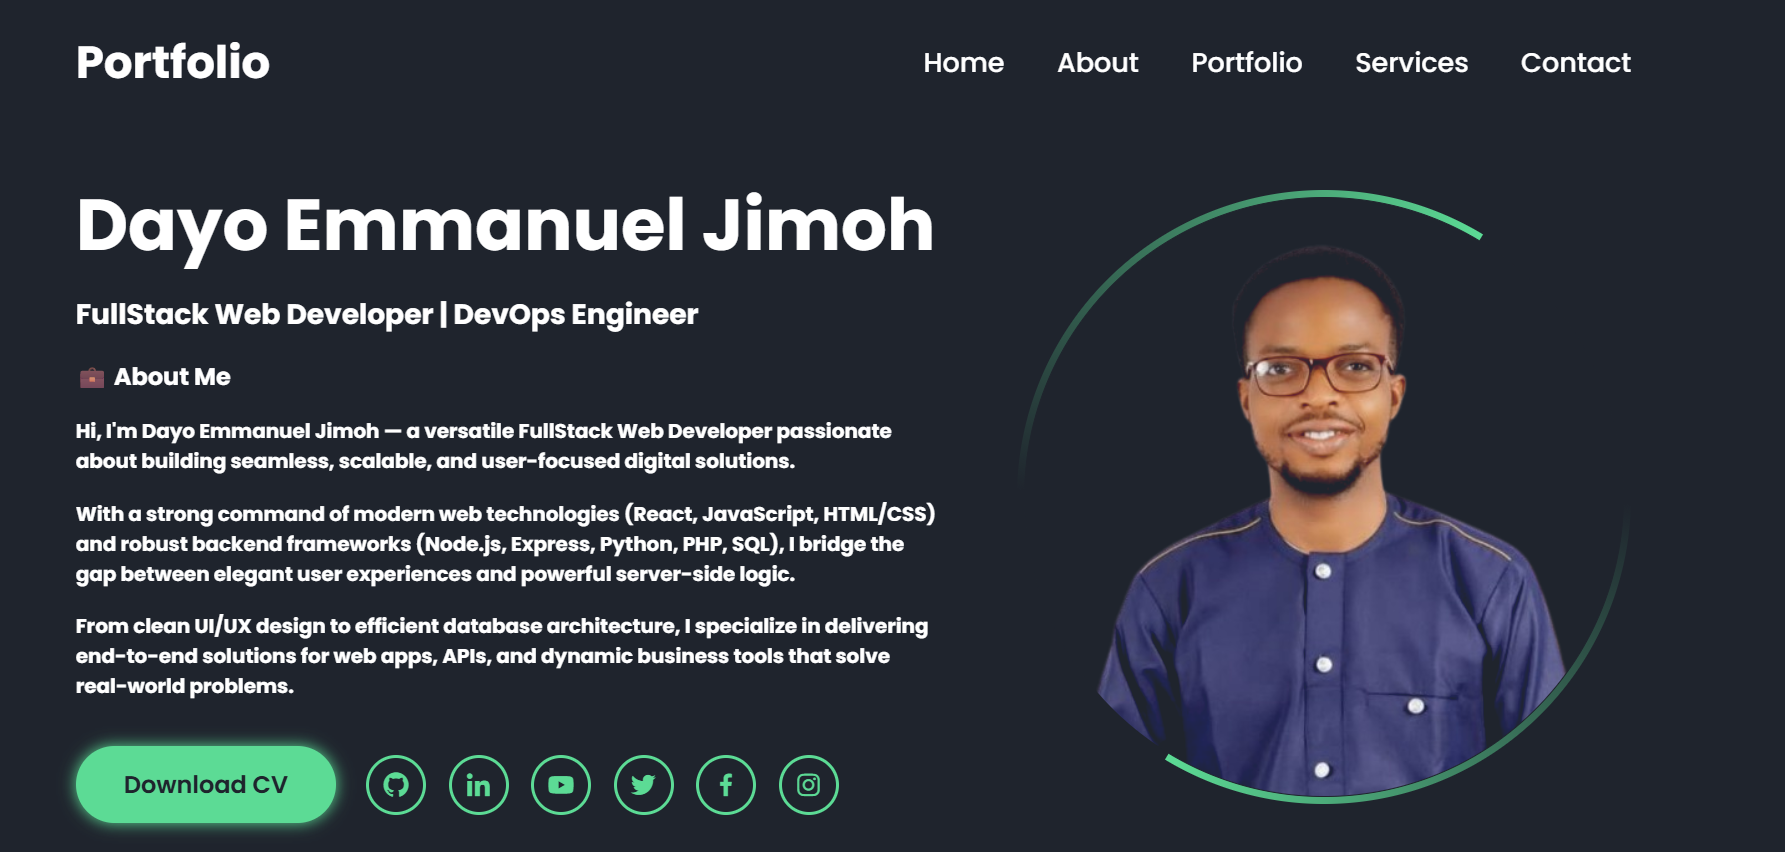 Portfolio
Home About Portfolio Services Contact
Dayo Emmanuel Jimoh
FullStack Web Developer | DevOps Engineer
About Me
Hi, I'm Dayo Emmanuel Jimoh — a versatile FullStack Web Developer passionate
about building seamless, scalable, and user-focused digital solutions.
With a strong command of modern web technologies (React, JavaScript, HTML/CSS)
and robust backend frameworks (Node.js, Express, Python, PHP, SQL), I bridge the
gap between elegant user experiences and powerful server-side logic.
From clean UI/UX design to efficient database architecture, I specialize in delivering
end-to-end solutions for web apps, APIs, and dynamic business tools that solve
real-world problems.
Download CV